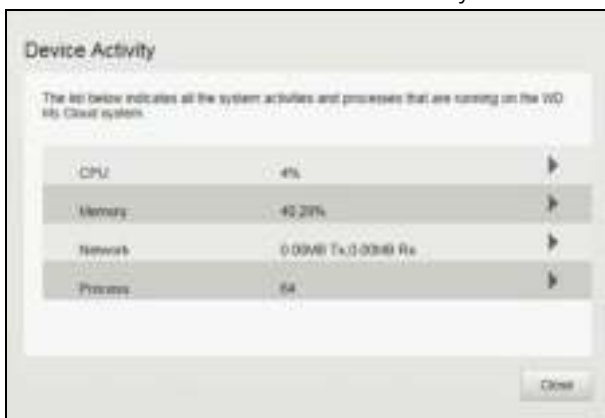 Device Activity
The list below indicates all the system activities and processes that are running on the WD
My Cloud system.
CPU 4%
Memory 40.29%
Network 0.00MB Tx,0.00MB Rx
Process 64
Close